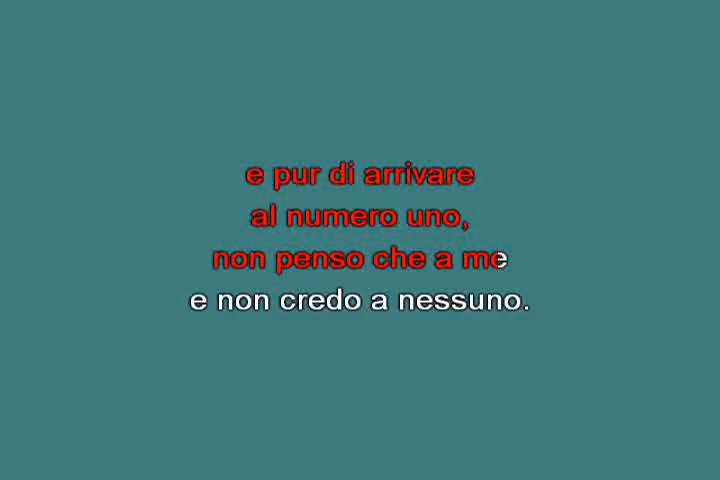 e pur di arrivare
al numero uno,
non penso che a me
e non credo a nessuno.